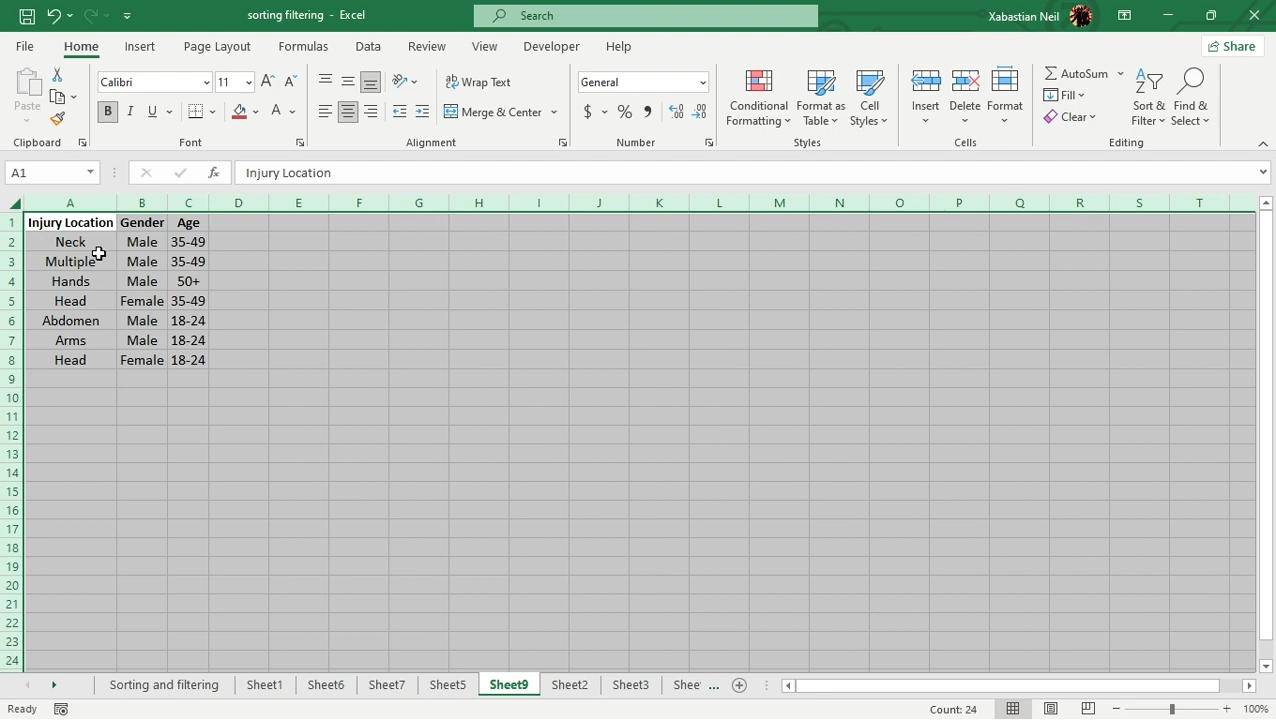 sorting filtering - Excel
Search
Xabastian Neil
File Home Insert Page Layout Formulas Data Review View Developer Help Share
Paste
Calibri 11
B I U A
Wrap Text
Merge & Center
General
$ % ,
Conditional Formatting
Format as Table
Cell Styles
Insert
Delete
Format
AutoSum
Fill
Clear
Sort & Filter
Find & Select
Clipboard Font Alignment Number Styles Cells Editing
A1 fx Injury Location
A B C D E F G H I J K L M N O P Q R S T
1 Injury Location Gender Age
2 Neck Male 35-49
3 Multiple Male 35-49
4 Hands Male 50+
5 Head Female 35-49
6 Abdomen Male 18-24
7 Arms Male 18-24
8 Head Female 18-24
9
10
11
12
13
14
15
16
17
18
19
20
21
22
23
24
Sorting and filtering Sheet1 Sheet6 Sheet7 Sheet5 Sheet9 Sheet2 Sheet3 Shee ...
Ready Count: 24 100%